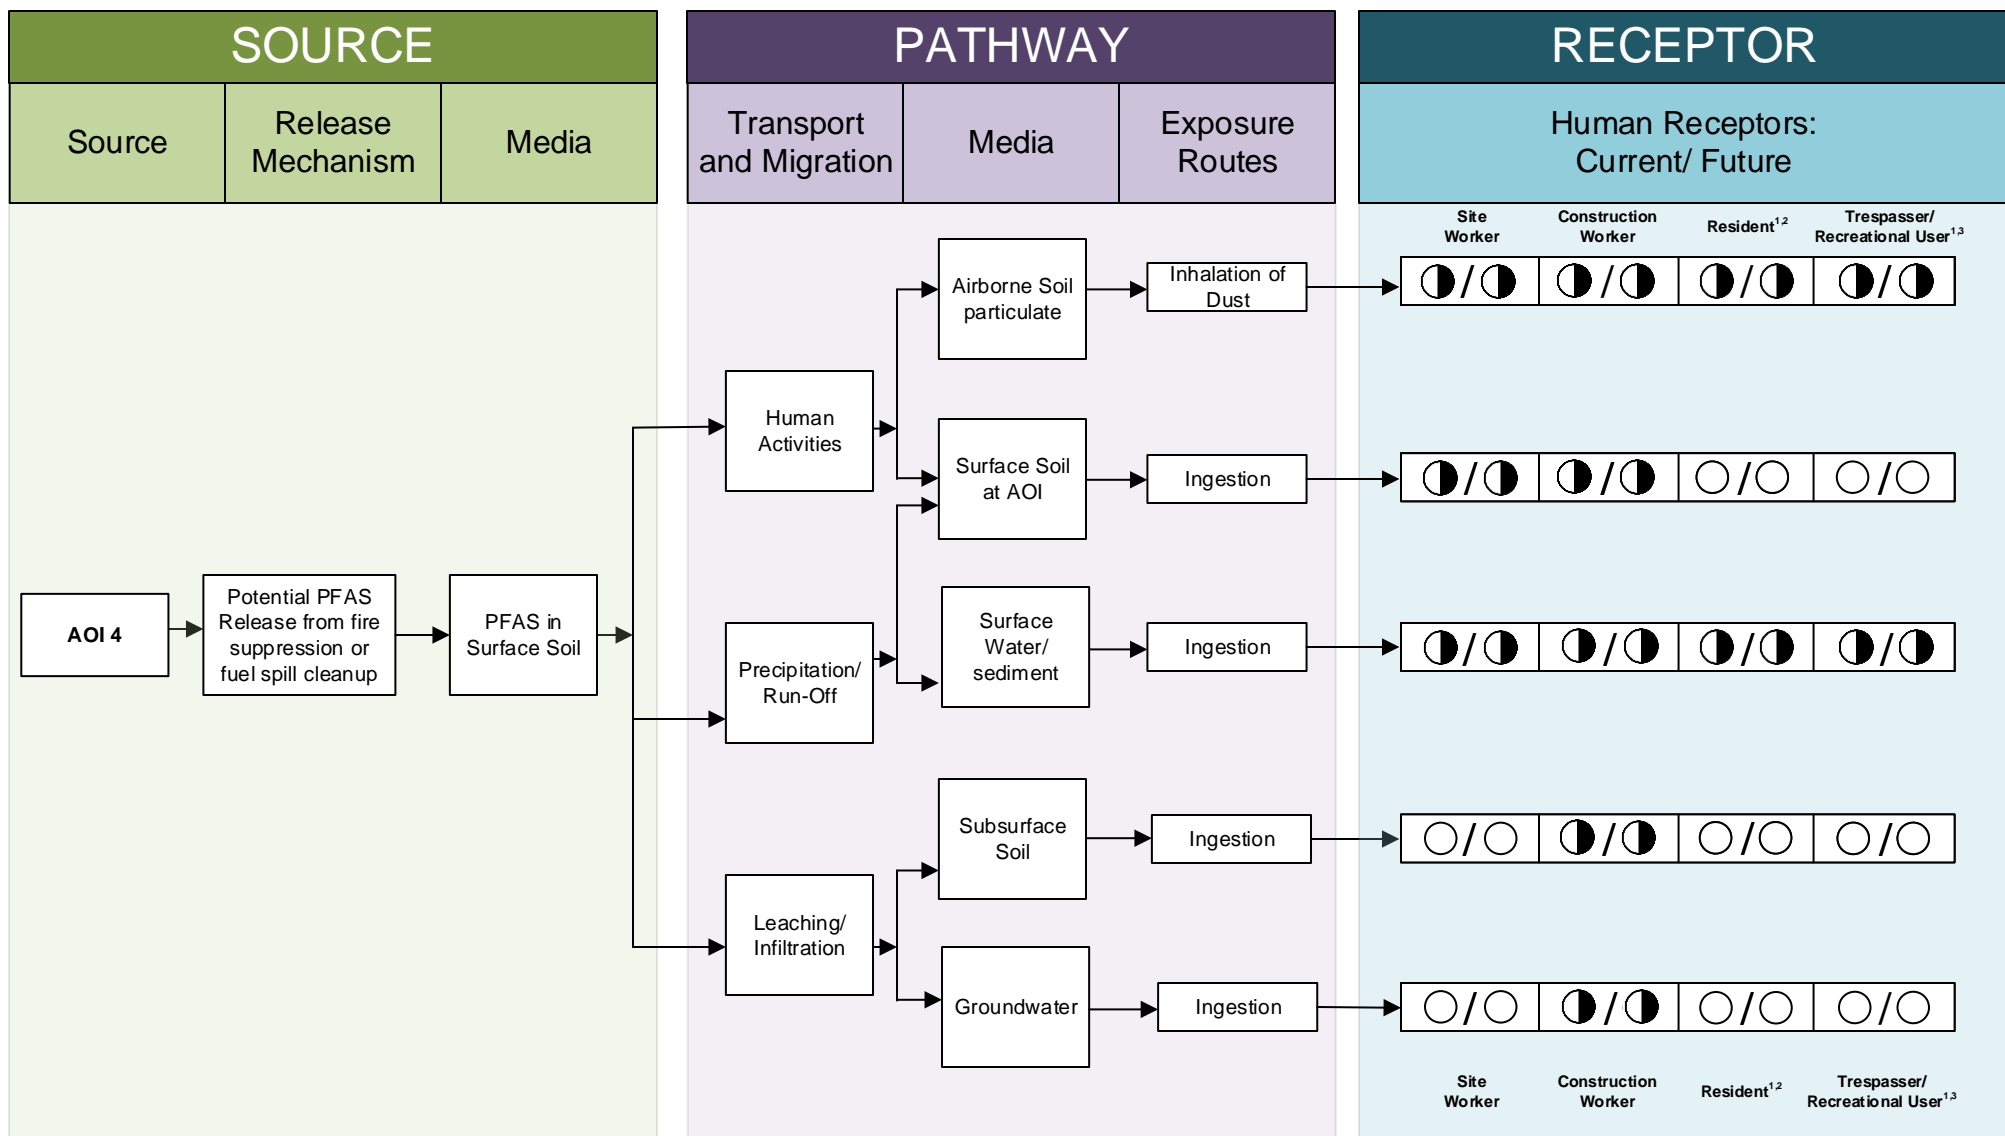 SOURCE
PATHWAY
RECEPTOR
Source
Release
Mechanism
Media
Transport
and Migration
Media
Exposure
Routes
Human Receptors:
Current/ Future
Site
Worker
Construction
Worker
Resident1,2
Trespasser/
Recreational User1,3
Airborne Soil
particulate
Inhalation of
Dust
/
/
/
/
Human
Activities
Surface Soil
at AOI
Ingestion
/
/
/
/
AOI 4
Potential PFAS
Release from fire
suppression or
fuel spill cleanup
PFAS in
Surface Soil
Precipitation/
Run-Off
Surface
Water/
sediment
Ingestion
/
/
/
/
Subsurface
Soil
Ingestion
/
/
/
/
Leaching/
Infiltration
Groundwater
Ingestion
/
/
/
/
Site
Worker
Construction
Worker
Resident1,2
Trespasser/
Recreational User1,3